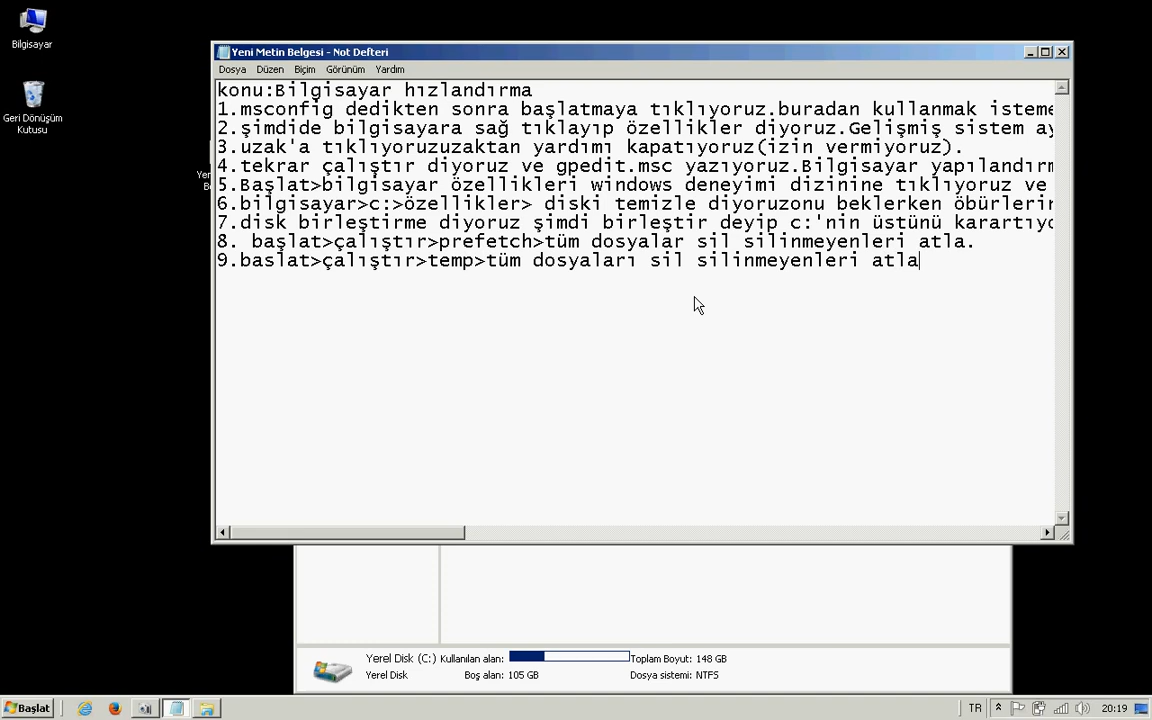 Bilgisayar
Geri Dönüşüm
Kutusu
Yeni Metin Belgesi - Not Defteri
Dosya Düzen Biçim Görünüm Yardım
konu:Bilgisayar hızlandırma
1.msconfig dedikten sonra başlatmaya tıklıyoruz.buradan kullanmak isteme
2.şimdide bilgisayara sağ tıklayıp özellikler diyoruz.Gelişmiş sistem ay
3.uzak'a tıklıyoruzuzaktan yardımı kapatıyoruz(izin vermiyoruz).
4.tekrar çalıştır diyoruz ve gpedit.msc yazıyoruz.Bilgisayar yapılandırm
5.Başlat>bilgisayar özellikleri windows deneyimi dizinine tıklıyoruz ve
6.bilgisayar>c:>özellikler> diski temizle diyoruzonu beklerken öbürlerin
7.disk birleştirme diyoruz şimdi birleştir deyip c:'nin üstünü karartıyo
8. başlat>çalıştır>prefetch>tüm dosyalar sil silinmeyenleri atla.
9.baslat>çalıştır>temp>tüm dosyaları sil silinmeyenleri atla
Yerel Disk (C:) Kullanılan alan: Toplam Boyut: 148 GB
Yerel Disk Boş alan: 105 GB Dosya sistemi: NTFS
Başlat TR 20:19